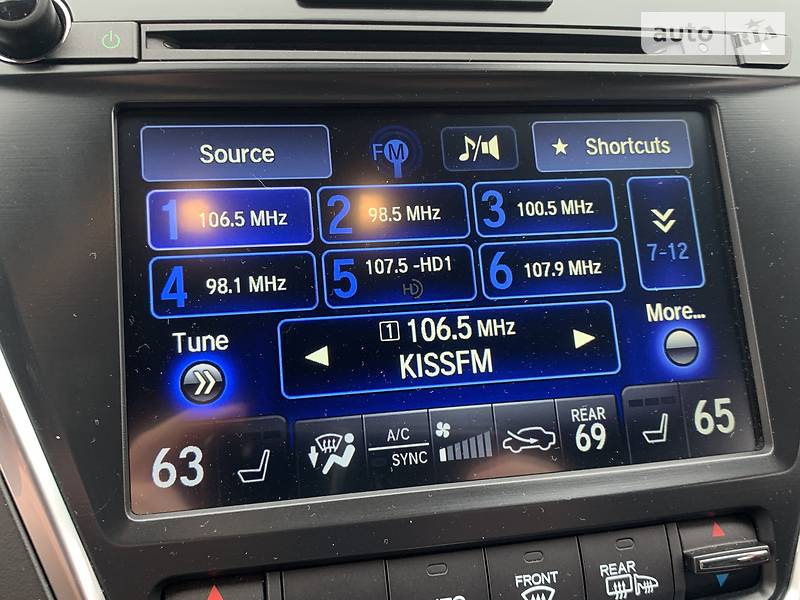 auto RIA
Source
FM
Shortcuts
1 106.5 MHz
2 98.5 MHz
3 100.5 MHz
7-12
4 98.1 MHz
5 107.5 -HD1
HD
6 107.9 MHz
Tune
1 106.5 MHz
KISSFM
More...
63
A/C
SYNC
REAR
69
65
FRONT
REAR